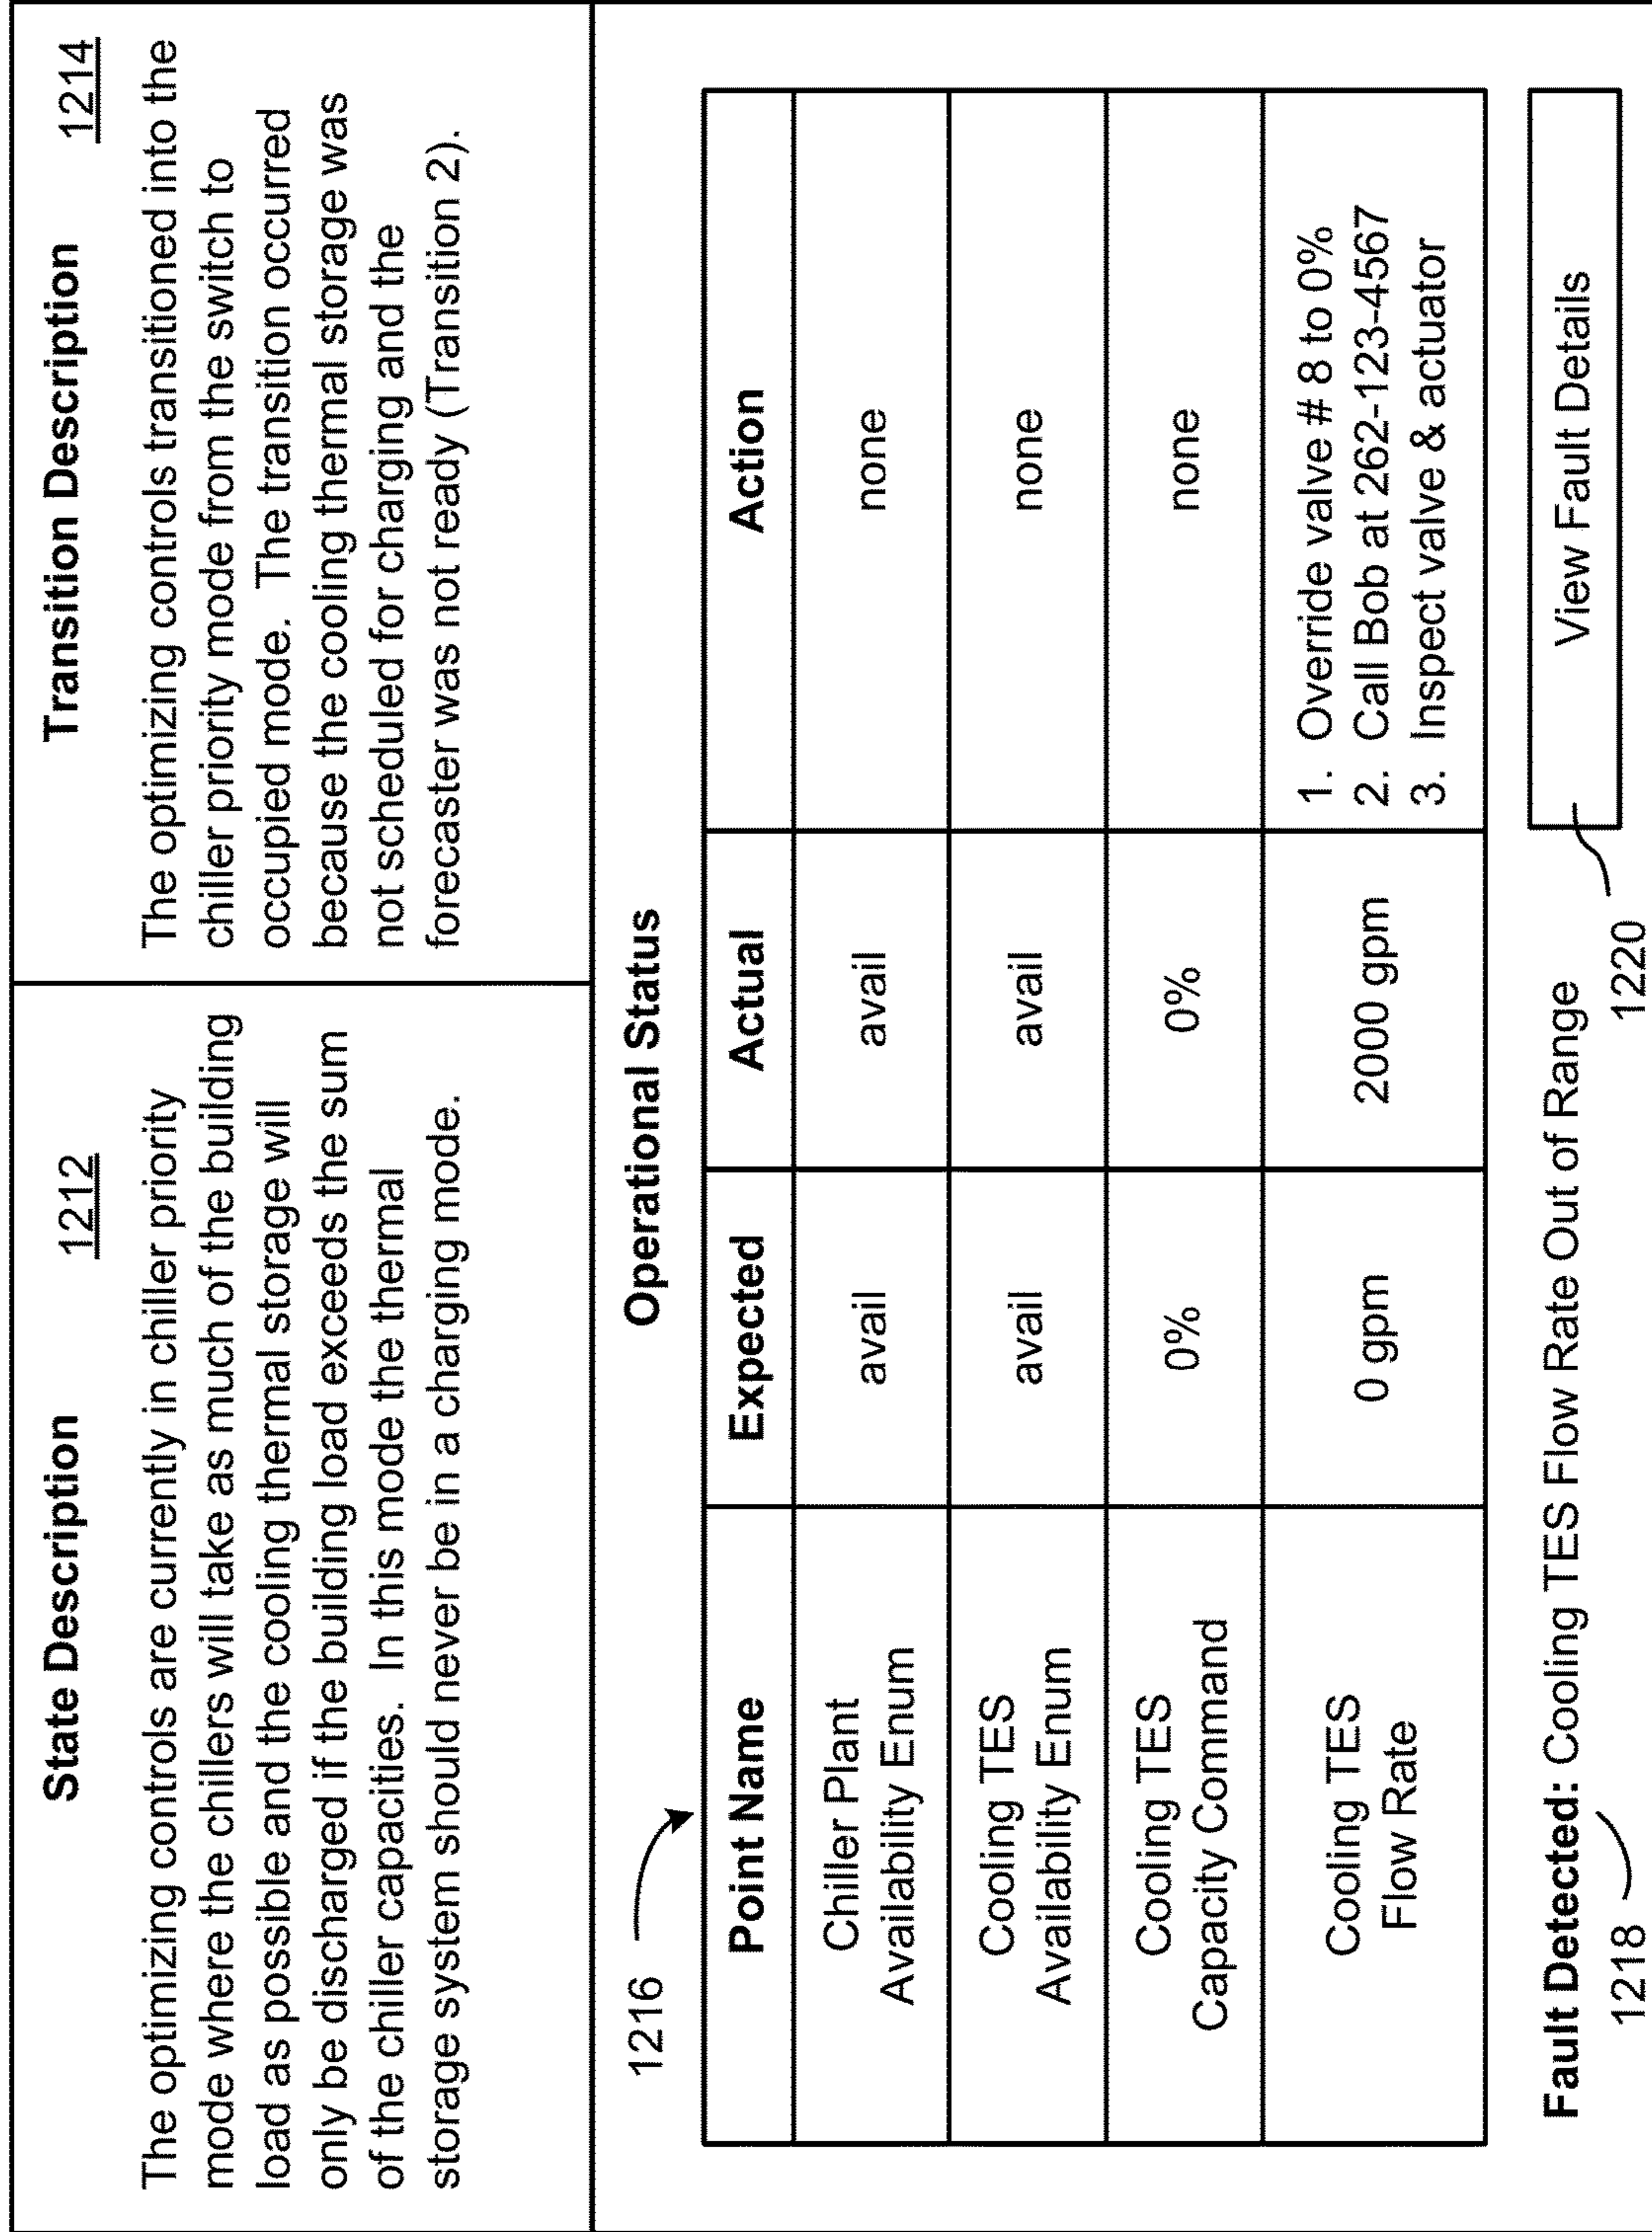 State Description 1212
The optimizing controls are currently in chiller priority
mode where the chillers will take as much of the building
load as possible and the cooling thermal storage will
only be discharged if the building load exceeds the sum
of the chiller capacities. In this mode the thermal
storage system should never be in a charging mode.
Transition Description 1214
The optimizing controls transitioned into the
chiller priority mode from the switch to
occupied mode. The transition occurred
because the cooling thermal storage was
not scheduled for charging and the
forecaster was not ready (Transition 2).
Operational Status
1216
Point Name Expected Actual Action
Chiller Plant
Availability Enum avail avail none
Cooling TES
Availability Enum avail avail none
Cooling TES
Capacity Command 0% 0% none
Cooling TES
Flow Rate 0 gpm 2000 gpm
1. Override valve # 8 to 0%
2. Call Bob at 262-123-4567
3. Inspect valve & actuator
Fault Detected: Cooling TES Flow Rate Out of Range
View Fault Details
1218
1220